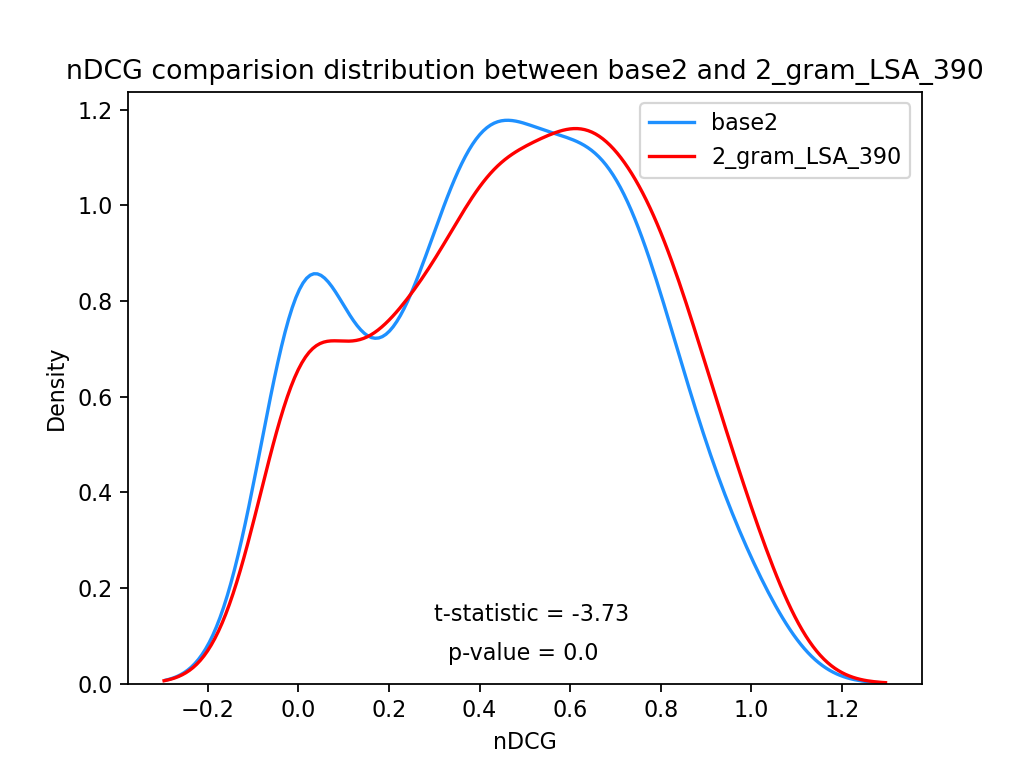 nDCG comparision distribution between base2 and 2_gram_LSA_390
base2
2_gram_LSA_390
1.2
1.0
0.8
0.6
0.4
0.2
0.0
Density
t-statistic = -3.73
p-value = 0.0
−0.2 0.0 0.2 0.4 0.6 0.8 1.0 1.2
nDCG